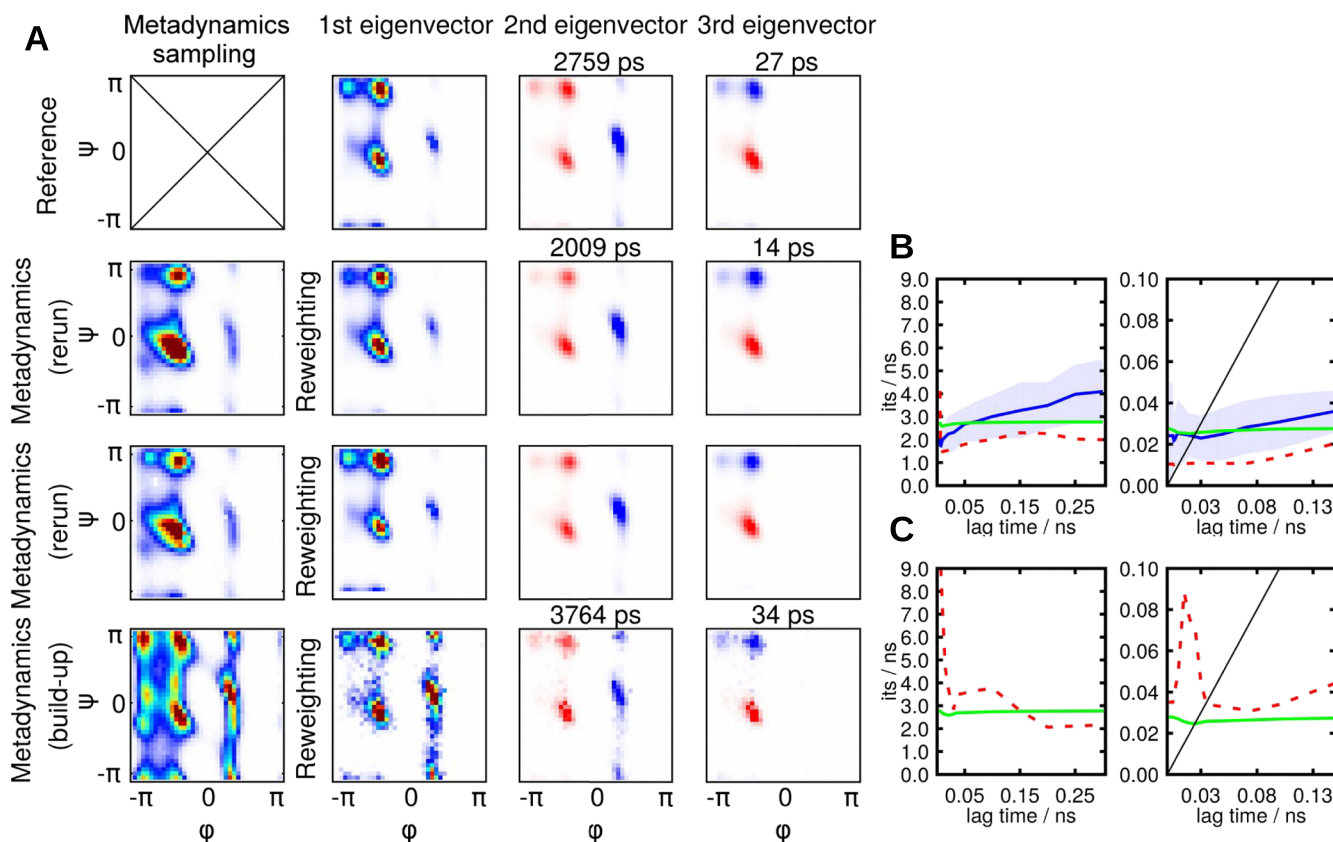 A
Metadynamics
sampling
1st eigenvector
2nd eigenvector
3rd eigenvector
2759 ps
27 ps
Reference
ψ
π
0
-π
2009 ps
14 ps
Metadynamics
(rerun)
ψ
π
0
-π
Reweighting
Metadynamics
(rerun)
ψ
π
0
-π
Reweighting
3764 ps
34 ps
Metadynamics
(build-up)
ψ
π
0
-π
Reweighting
-π 0 π
-π 0 π
-π 0 π
-π 0 π
φ
φ
φ
φ
B
its / ns
9.0
8.0
7.0
6.0
5.0
4.0
3.0
2.0
1.0
0.0
0.05 0.15 0.25
lag time / ns
0.10
0.08
0.06
0.04
0.02
0.00
0.03 0.08 0.13
lag time / ns
C
its / ns
9.0
8.0
7.0
6.0
5.0
4.0
3.0
2.0
1.0
0.0
0.05 0.15 0.25
lag time / ns
0.10
0.08
0.06
0.04
0.02
0.00
0.03 0.08 0.13
lag time / ns